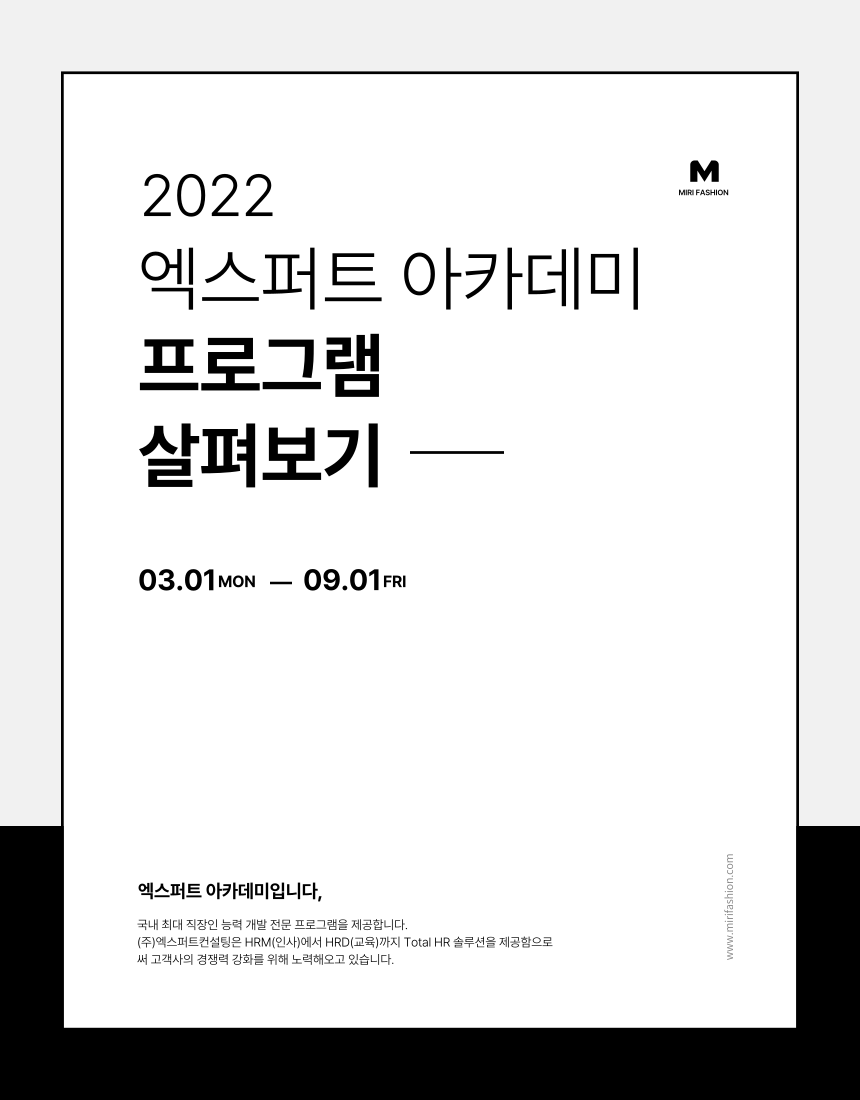 2022
MIRI FASHION
엑스퍼트 아카데미
프로그램
살펴보기
03.01MON — 09.01FRI
엑스퍼트 아카데미입니다,
국내 최대 직장인 능력 개발 전문 프로그램을 제공합니다.
(주)엑스퍼트컨설팅은 HRM(인사)에서 HRD(교육)까지 Total HR 솔루션을 제공함으로
써 고객사의 경쟁력 강화를 위해 노력해오고 있습니다.
www.mirifashion.com